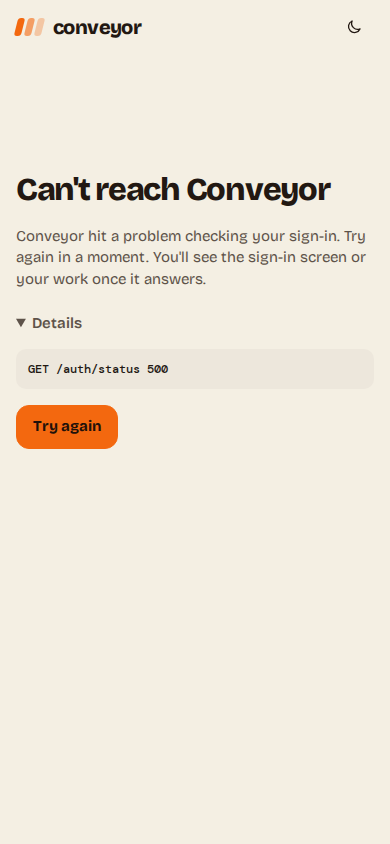 conveyor
Can't reach Conveyor
Conveyor hit a problem checking your sign-in. Try
again in a moment. You'll see the sign-in screen or
your work once it answers.
Details
GET /auth/status 500
Try again